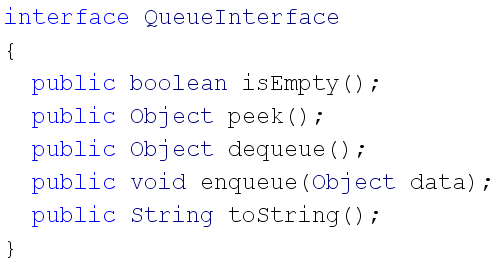 interface QueueInterface
{
  public boolean isEmpty();
  public Object peek();
  public Object dequeue();
  public void enqueue(Object data);
  public String toString();
}